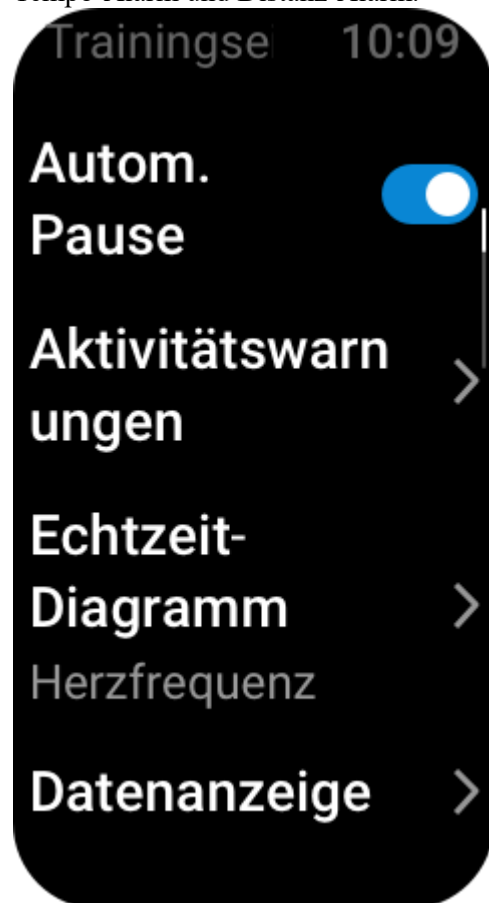 Trainingsei 10:09
Autom.
Pause
Aktivitätswarn
ungen
Echtzeit-
Diagramm
Herzfrequenz
Datenanzeige